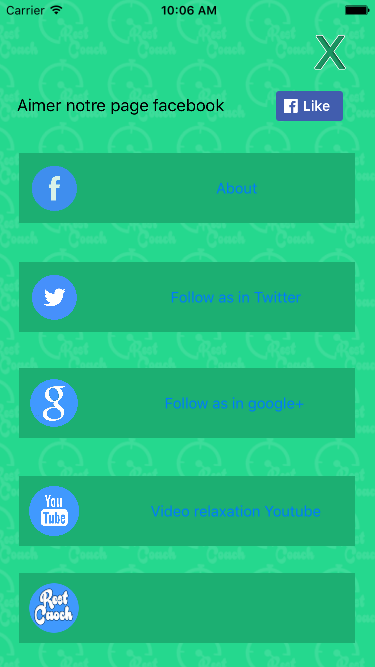 Carrier 10:06 AM
X
Aimer notre page facebook
f Like
f About
Follow as in Twitter
g Follow as in google+
You
Tube
Video relaxation Youtube
Rest
Caoch